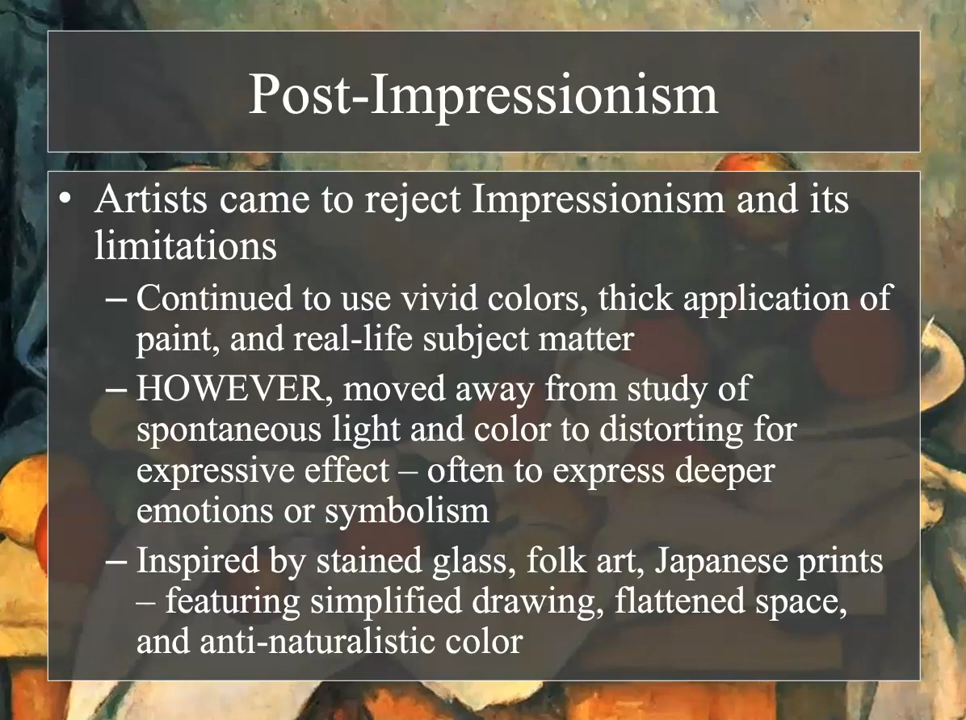 Post-Impressionism
• Artists came to reject Impressionism and its
limitations
– Continued to use vivid colors, thick application of
paint, and real-life subject matter
– HOWEVER, moved away from study of
spontaneous light and color to distorting for
expressive effect – often to express deeper
emotions or symbolism
– Inspired by stained glass, folk art, Japanese prints
– featuring simplified drawing, flattened space,
and anti-naturalistic color